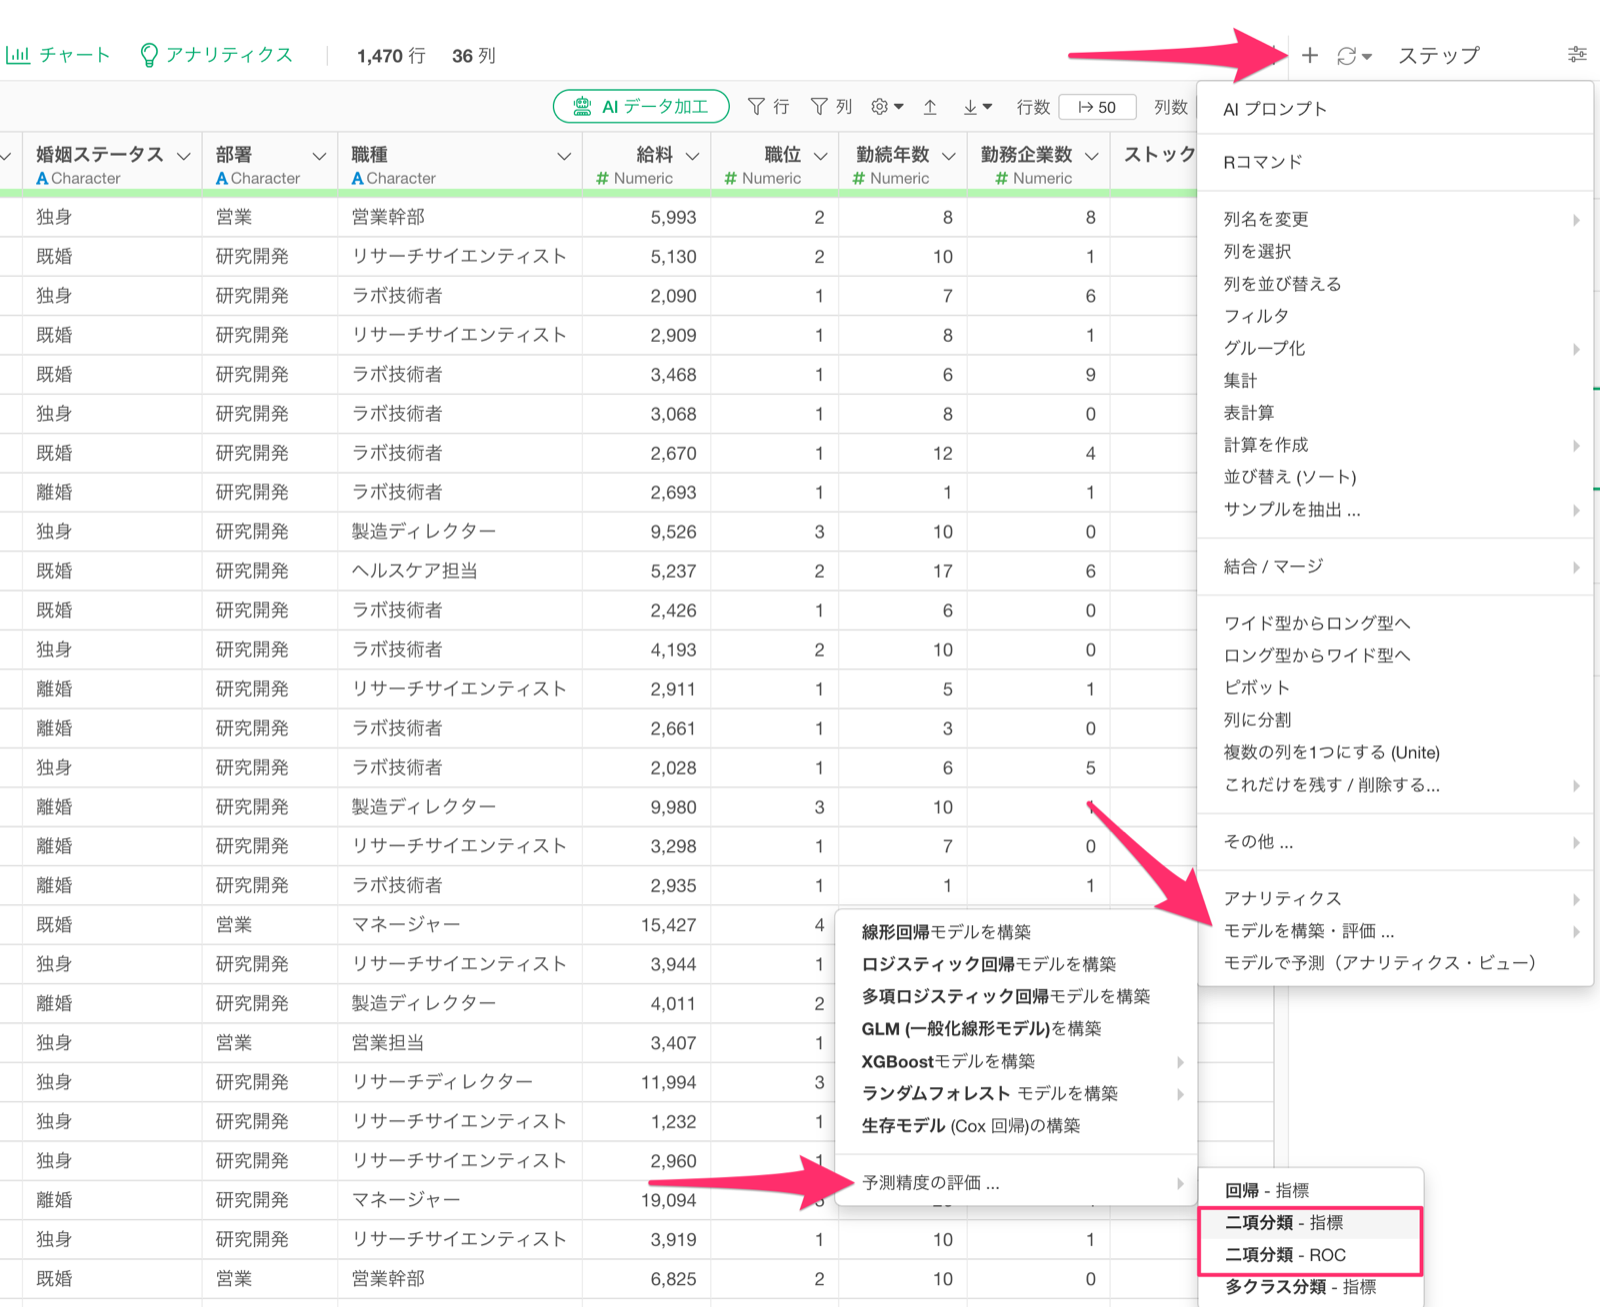 チャート アナリティクス 1,470 行 36 列 ステップ
AI データ加工 行 列 行数 50 列数
婚姻ステータス 部署 職種 給料 職位 勤続年数 勤務企業数 ストック
Character Character Character Numeric Numeric Numeric Numeric
独身 営業 営業幹部 5,993 2 8 8
既婚 研究開発 リサーチサイエンティスト 5,130 2 10 1
独身 研究開発 ラボ技術者 2,090 1 7 6
既婚 研究開発 リサーチサイエンティスト 2,909 1 8 1
既婚 研究開発 ラボ技術者 3,468 1 6 9
独身 研究開発 ラボ技術者 3,068 1 8 0
既婚 研究開発 ラボ技術者 2,670 1 12 4
離婚 研究開発 ラボ技術者 2,693 1 1 1
独身 研究開発 製造ディレクター 9,526 3 10 0
既婚 研究開発 ヘルスケア担当 5,237 2 17 6
既婚 研究開発 ラボ技術者 2,426 1 6 0
独身 研究開発 ラボ技術者 4,193 2 10 0
離婚 研究開発 リサーチサイエンティスト 2,911 1 5 1
離婚 研究開発 ラボ技術者 2,661 1 3 0
独身 研究開発 ラボ技術者 2,028 1 6 5
離婚 研究開発 製造ディレクター 9,980 3 10
離婚 研究開発 リサーチサイエンティスト 3,298 1 7 0
離婚 研究開発 ラボ技術者 2,935 1 1 1
既婚 営業 マネージャー 15,427 4
独身 研究開発 リサーチサイエンティスト 3,944 1
離婚 研究開発 製造ディレクター 4,011 2
独身 営業 営業担当 3,407 1
独身 研究開発 リサーチディレクター 11,994 3
独身 研究開発 リサーチサイエンティスト 1,232 1
独身 研究開発 リサーチサイエンティスト 2,960 1
離婚 研究開発 マネージャー 19,094
独身 研究開発 リサーチサイエンティスト 3,919 1 10 1
既婚 営業 営業幹部 6,825 2 10 0
AI プロンプト
Rコマンド
列名を変更
列を選択
列を並び替える
フィルタ
グループ化
集計
表計算
計算を作成
並び替え (ソート)
サンプルを抽出 ...
結合 / マージ
ワイド型からロング型へ
ロング型からワイド型へ
ピボット
列に分割
複数の列を1つにする (Unite)
これだけを残す / 削除する...
その他 ...
アナリティクス
モデルを構築・評価 ...
モデルで予測（アナリティクス・ビュー）
線形回帰モデルを構築
ロジスティック回帰モデルを構築
多項ロジスティック回帰モデルを構築
GLM (一般化線形モデル)を構築
XGBoostモデルを構築
ランダムフォレスト モデルを構築
生存モデル (Cox 回帰)の構築
予測精度の評価 ...
回帰 - 指標
二項分類 - 指標
二項分類 - ROC
多クラス分類 - 指標